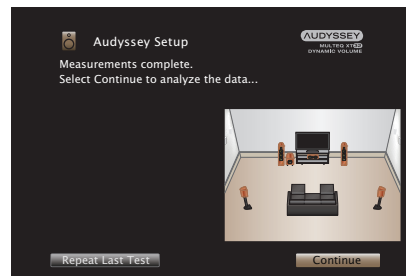 Audyssey Setup
AUDYSSEY
MULTEQ XT32
DYNAMIC VOLUME
Measurements complete.
Select Continue to analyze the data...
Repeat Last Test
Continue